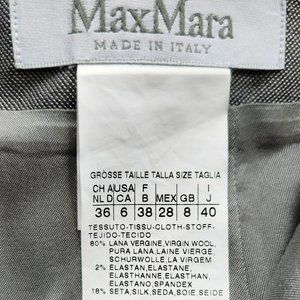 MaxMara
MADE IN ITALY
GRÖSSE TAILLE TALLA SIZE TAGLIA
CH AUUSA F I
NL D CA B MEX GB J
36 6 38 28 8 40
TESSUTO-TISSU-CLOTH-STOFF-
TEJIDO-TECIDO
80% LANA VERGINE,VIRGIN WOOL,
PURA LANA,LAINE VIERGE,
SCHURWOLLE,LA VIRGEM
2% ELASTAN,ELASTANE,
ELASTHANNE,ELASTHAN,
ELASTANO,SPANDEX
18% SETA,SILK,SEDA,SOIE,SEIDE